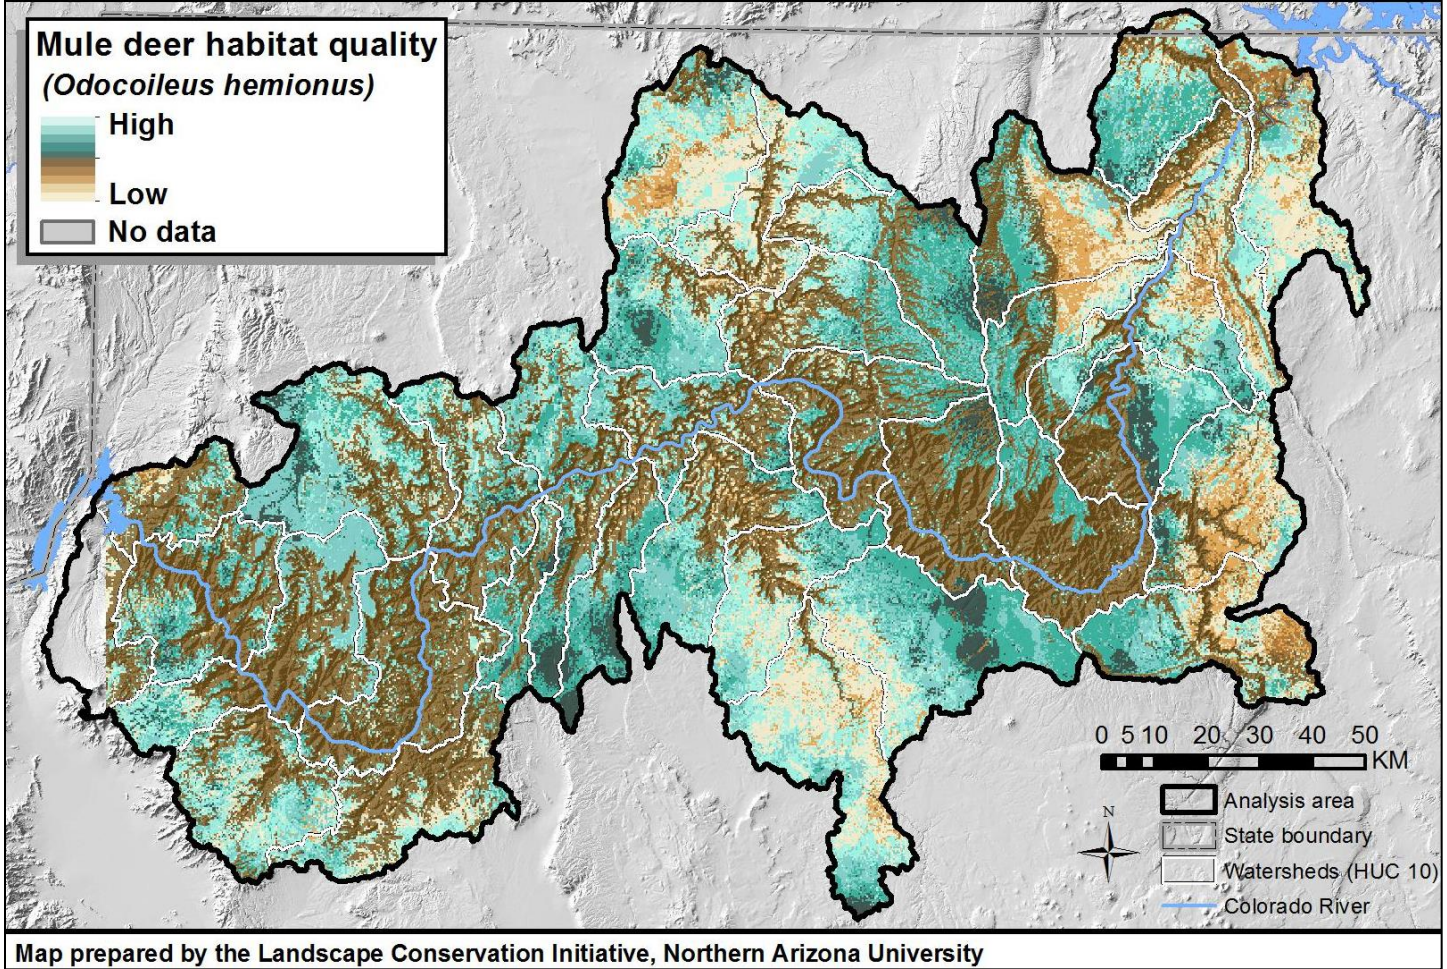 Mule deer habitat quality
(Odocoileus hemionus)
High
Low
No data
0 5 10 20 30 40 50
KM
N
Analysis area
State boundary
Watersheds (HUC 10)
Colorado River
Map prepared by the Landscape Conservation Initiative, Northern Arizona University